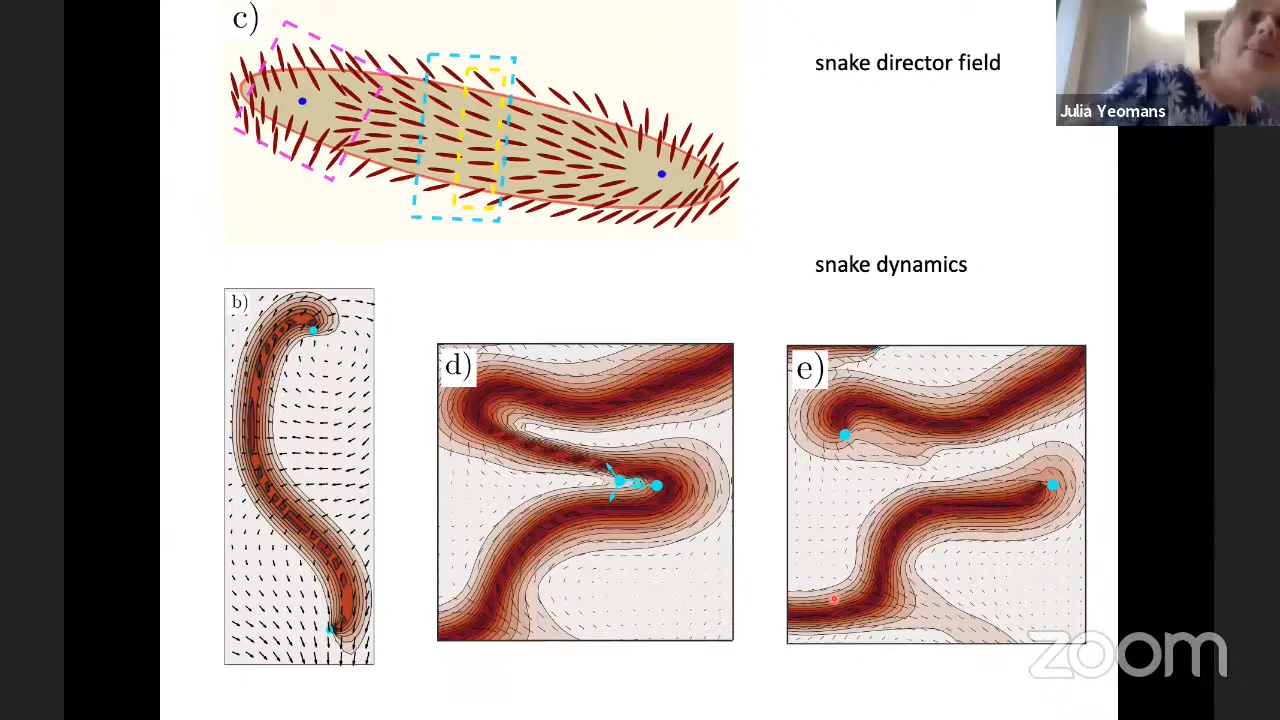 c)
snake director field
Julia Yeomans
snake dynamics
b)
d)
e)
zoom